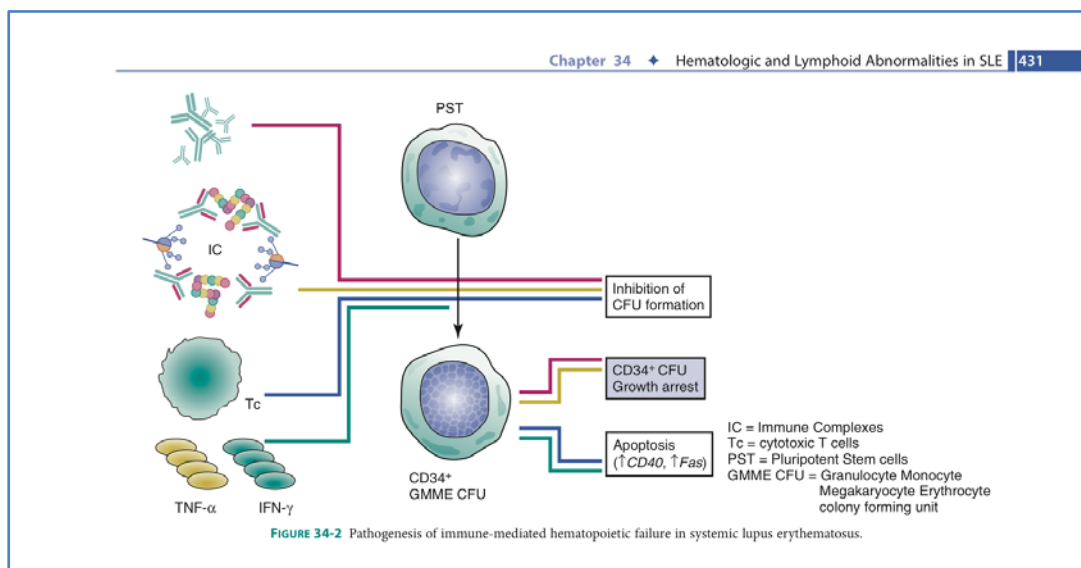 Chapter 34 ✦ Hematologic and Lymphoid Abnormalities in SLE 431
PST
IC
Inhibition of
CFU formation
Tc
CD34+ CFU
Growth arrest
Apoptosis
(↑CD40, ↑Fas)
CD34+
GMME CFU
TNF-α
IFN-γ
IC = Immune Complexes
Tc = cytotoxic T cells
PST = Pluripotent Stem cells
GMME CFU = Granulocyte Monocyte
Megakaryocyte Erythrocyte
colony forming unit
FIGURE 34-2 Pathogenesis of immune-mediated hematopoietic failure in systemic lupus erythematosus.